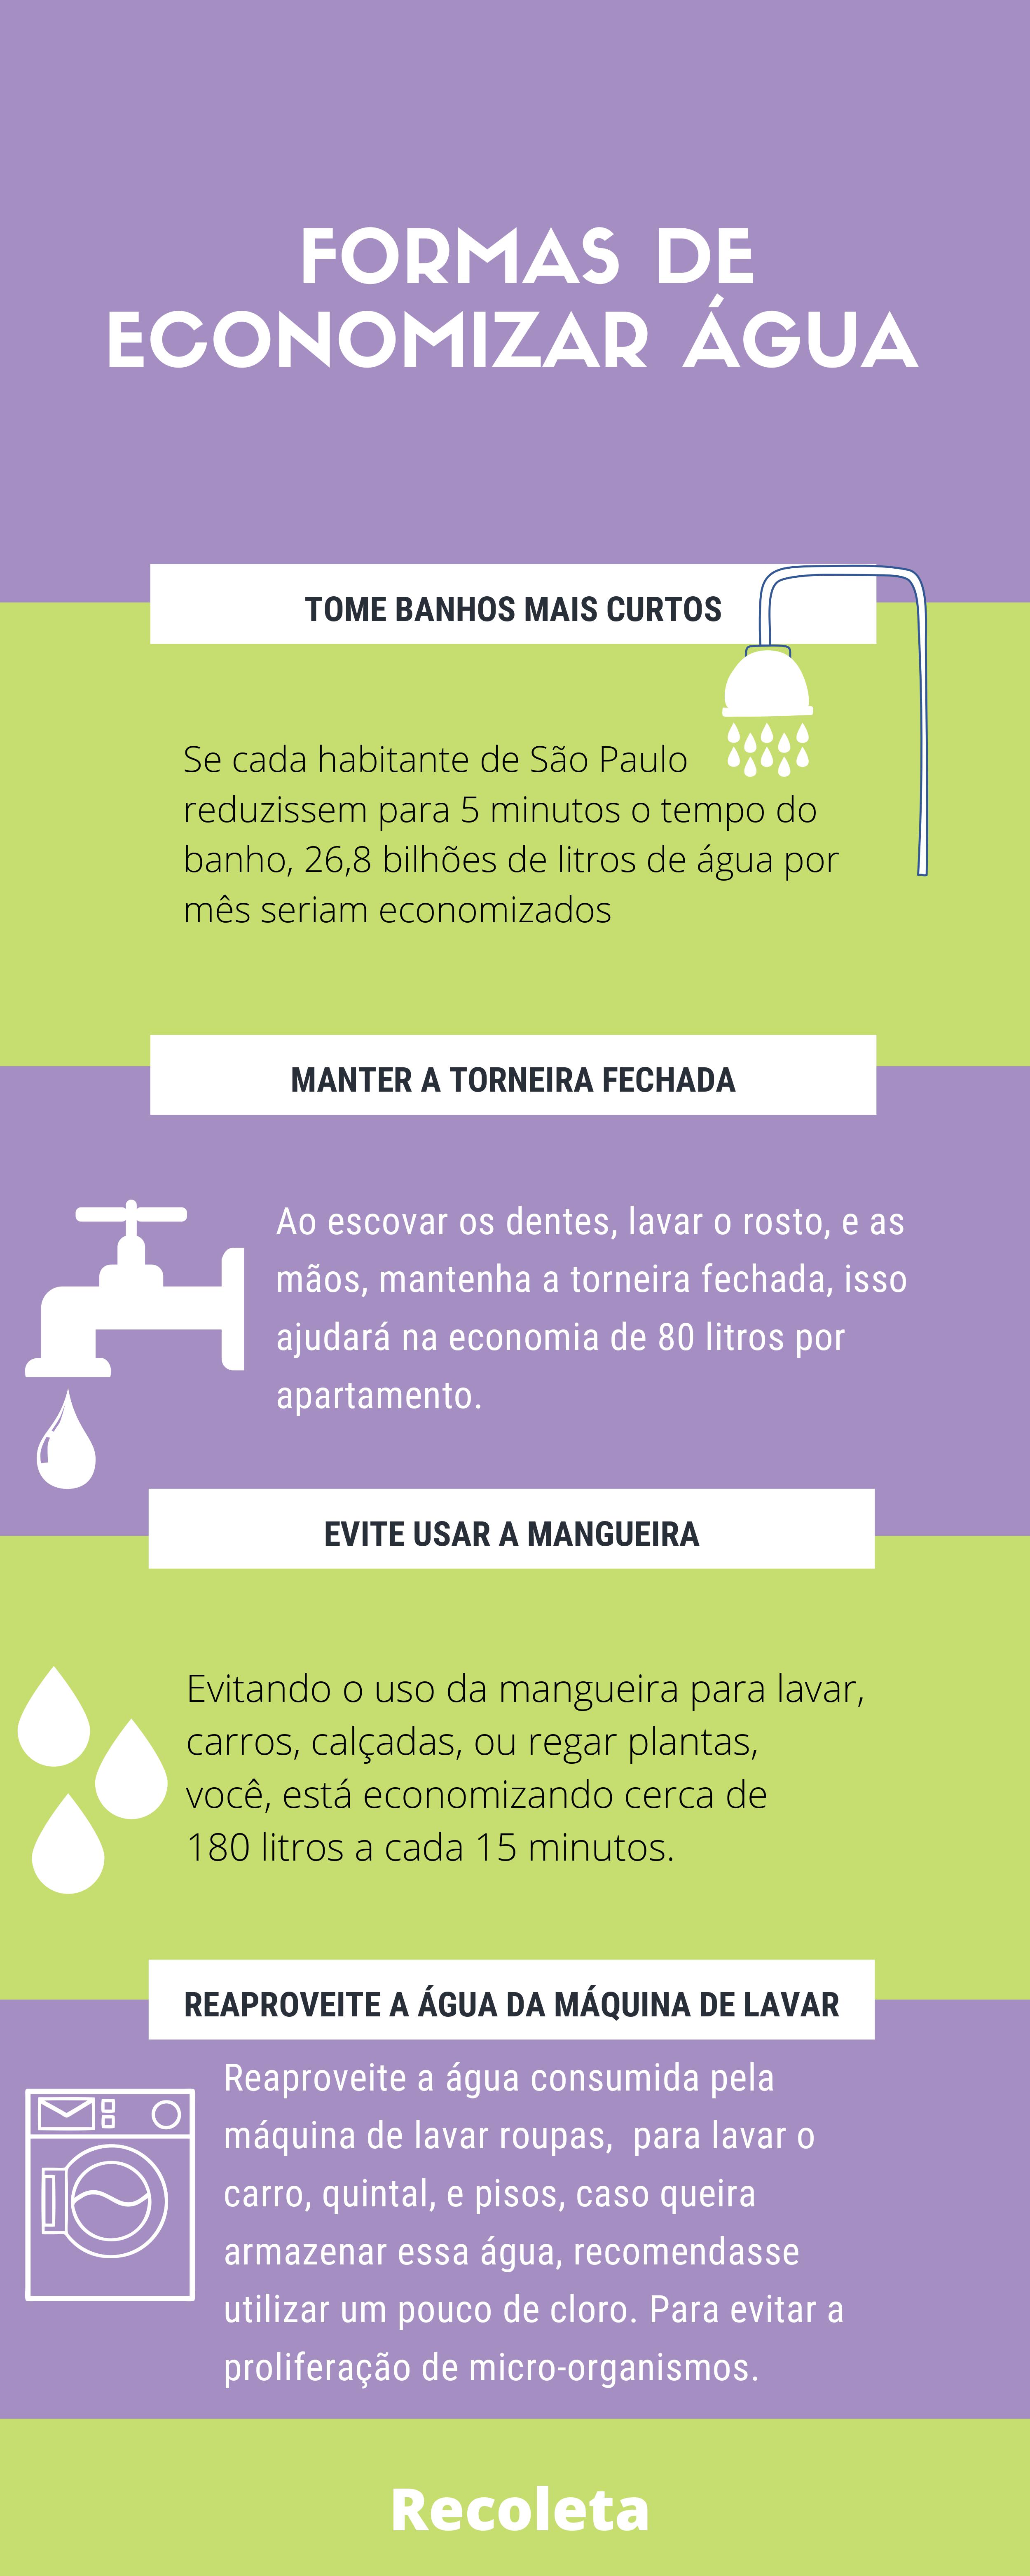 FORMAS DE
ECONOMIZAR ÁGUA
TOME BANHOS MAIS CURTOS
Se cada habitante de São Paulo
reduzissem para 5 minutos o tempo do
banho, 26,8 bilhões de litros de água por
mês seriam economizados
MANTER A TORNEIRA FECHADA
Ao escovar os dentes, lavar o rosto, e as
mãos, mantenha a torneira fechada, isso
ajudará na economia de 80 litros por
apartamento.
EVITE USAR A MANGUEIRA
Evitando o uso da mangueira para lavar,
carros, calçadas, ou regar plantas,
você, está economizando cerca de
180 litros a cada 15 minutos.
REAPROVEITE A ÁGUA DA MÁQUINA DE LAVAR
Reaproveite a água consumida pela
máquina de lavar roupas,  para lavar o
carro, quintal, e pisos, caso queira
armazenar essa água, recomendasse
utilizar um pouco de cloro. Para evitar a
proliferação de micro-organismos.
Recoleta